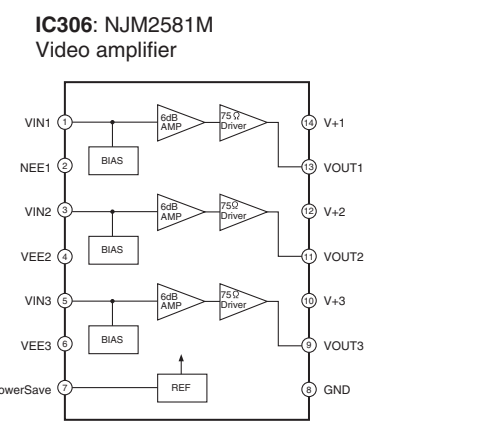 IC306: NJM2581M
Video amplifier
VIN1 1
6dB AMP
75Ω Driver
14 V+1
BIAS
NEE1 2
13 VOUT1
VIN2 3
6dB AMP
75Ω Driver
12 V+2
BIAS
VEE2 4
11 VOUT2
VIN3 5
6dB AMP
75Ω Driver
10 V+3
BIAS
VEE3 6
9 VOUT3
owerSave 7
REF
8 GND